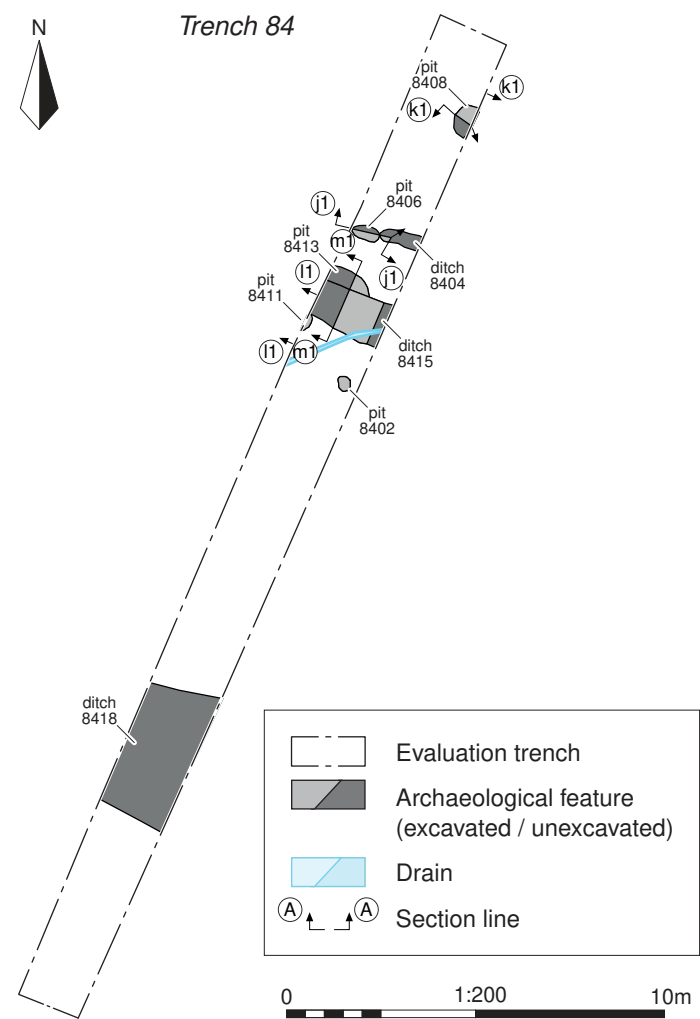 N
Trench 84
pit
8408
k1
k1
pit
8406
j1
pit
8413
m1
l1
j1
ditch
8404
pit
8411
ditch
8415
l1
m1
pit
8402
ditch
8418
Evaluation trench
Archaeological feature
(excavated / unexcavated)
Drain
A
A
Section line
0
1:200
10m